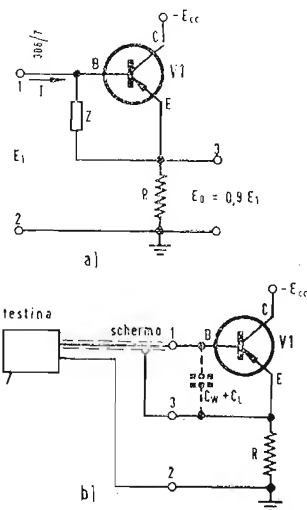 -Ecc
306/7
C
B
V1
1
I
E
Z
E₁
3
R
E₀ = 0,9 E₁
2
a)
-Ecc
C
testina
schermo
1
B
V1
E
3
Cw + CL
R
2
b)